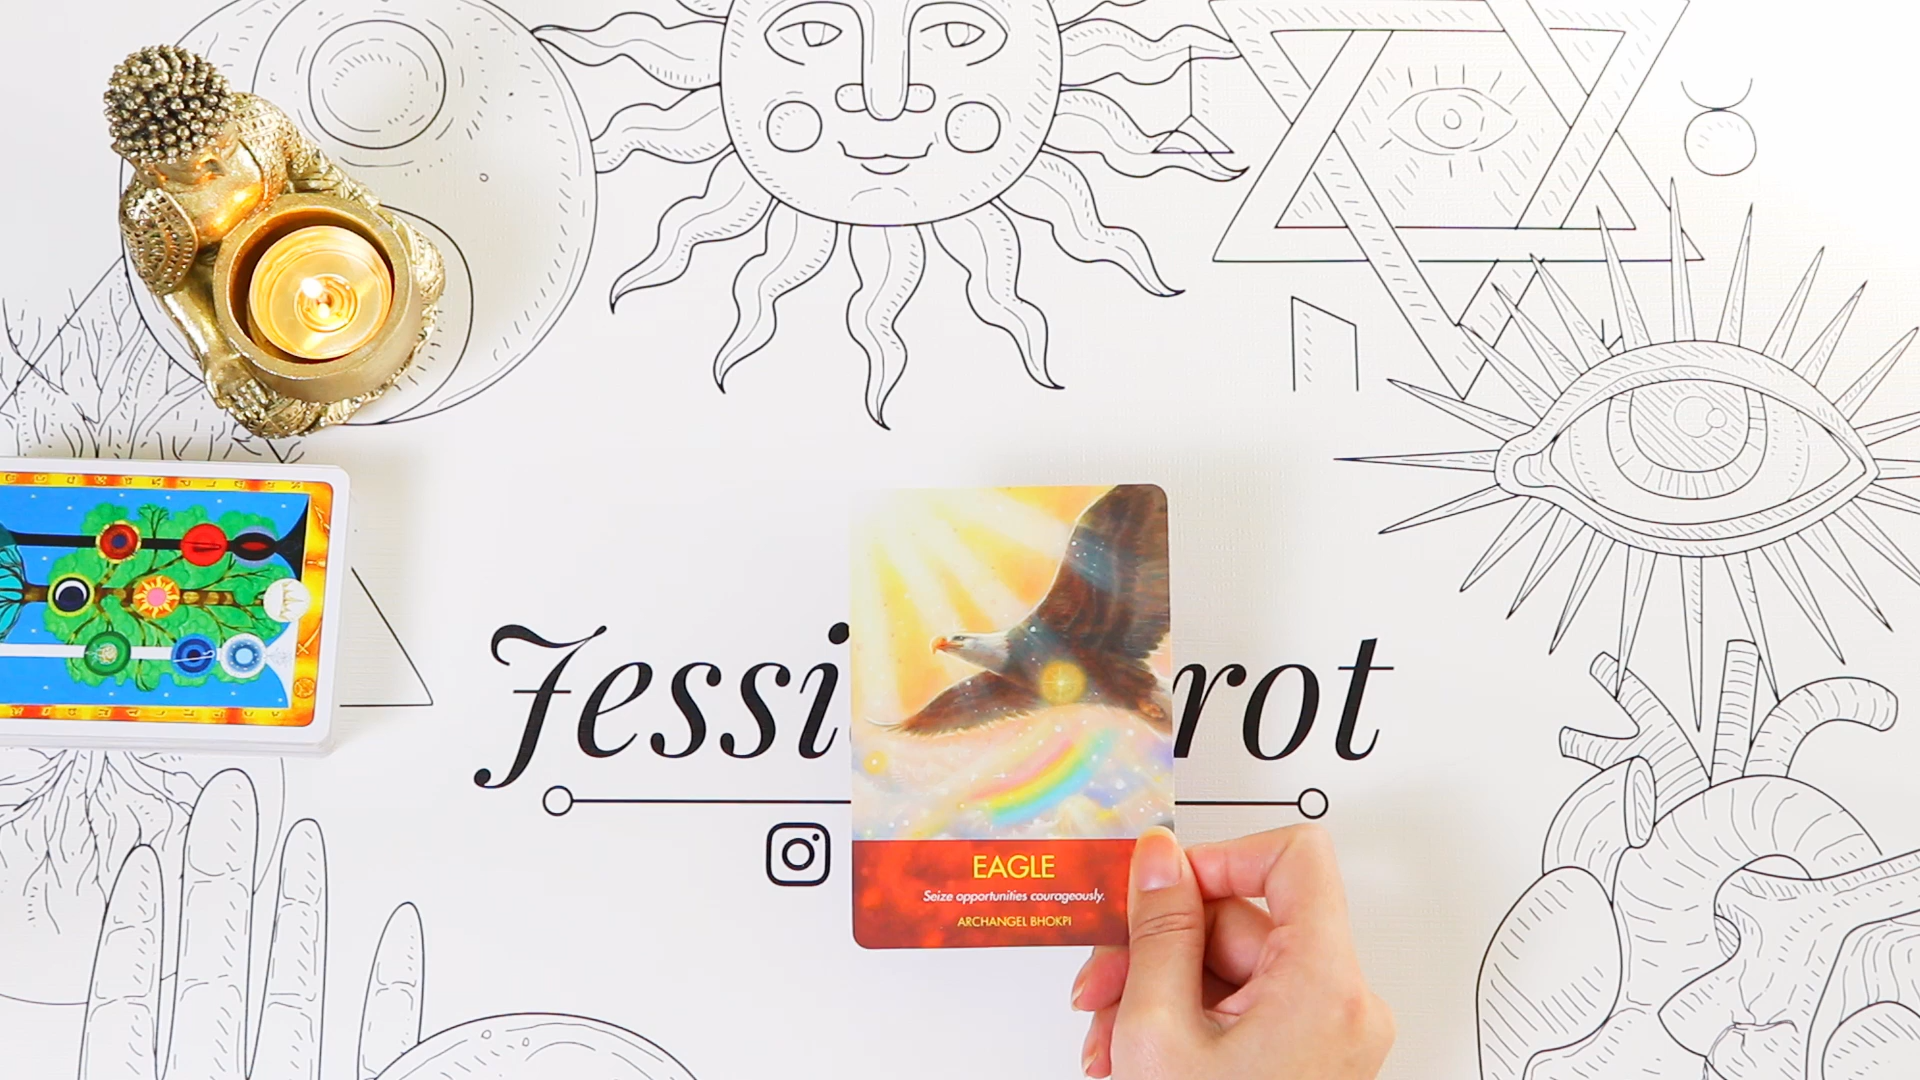 Jessi rot
EAGLE
Seize opportunities courageously.
ARCHANGEL BHOKPI